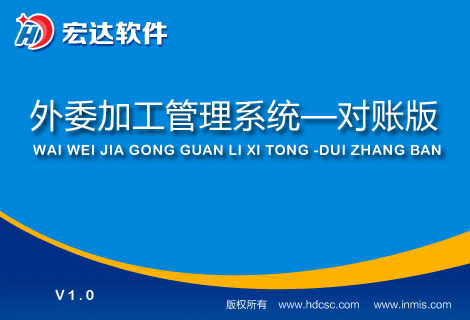 HD 宏达软件
外委加工管理系统—对账版
WAI WEI JIA GONG GUAN LI XI TONG -DUI ZHANG BAN
V1.0
版权所有 www.hdcsc.com www.inmis.com